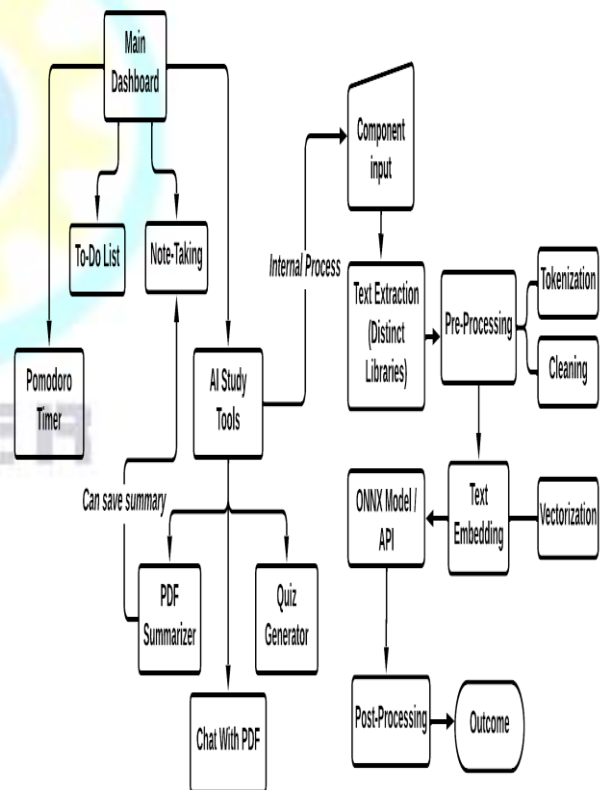 Main
Dashboard
To-Do List
Note-Taking
Pomodoro
Timer
AI Study
Tools
Can save summary
PDF
Summarizer
Quiz
Generator
Chat With PDF
Internal Process
Component
input
Text Extraction
(Distinct
Libraries)
Pre-Processing
Tokenization
Cleaning
Text
Embedding
Vectorization
ONNX Model /
API
Post-Processing
Outcome